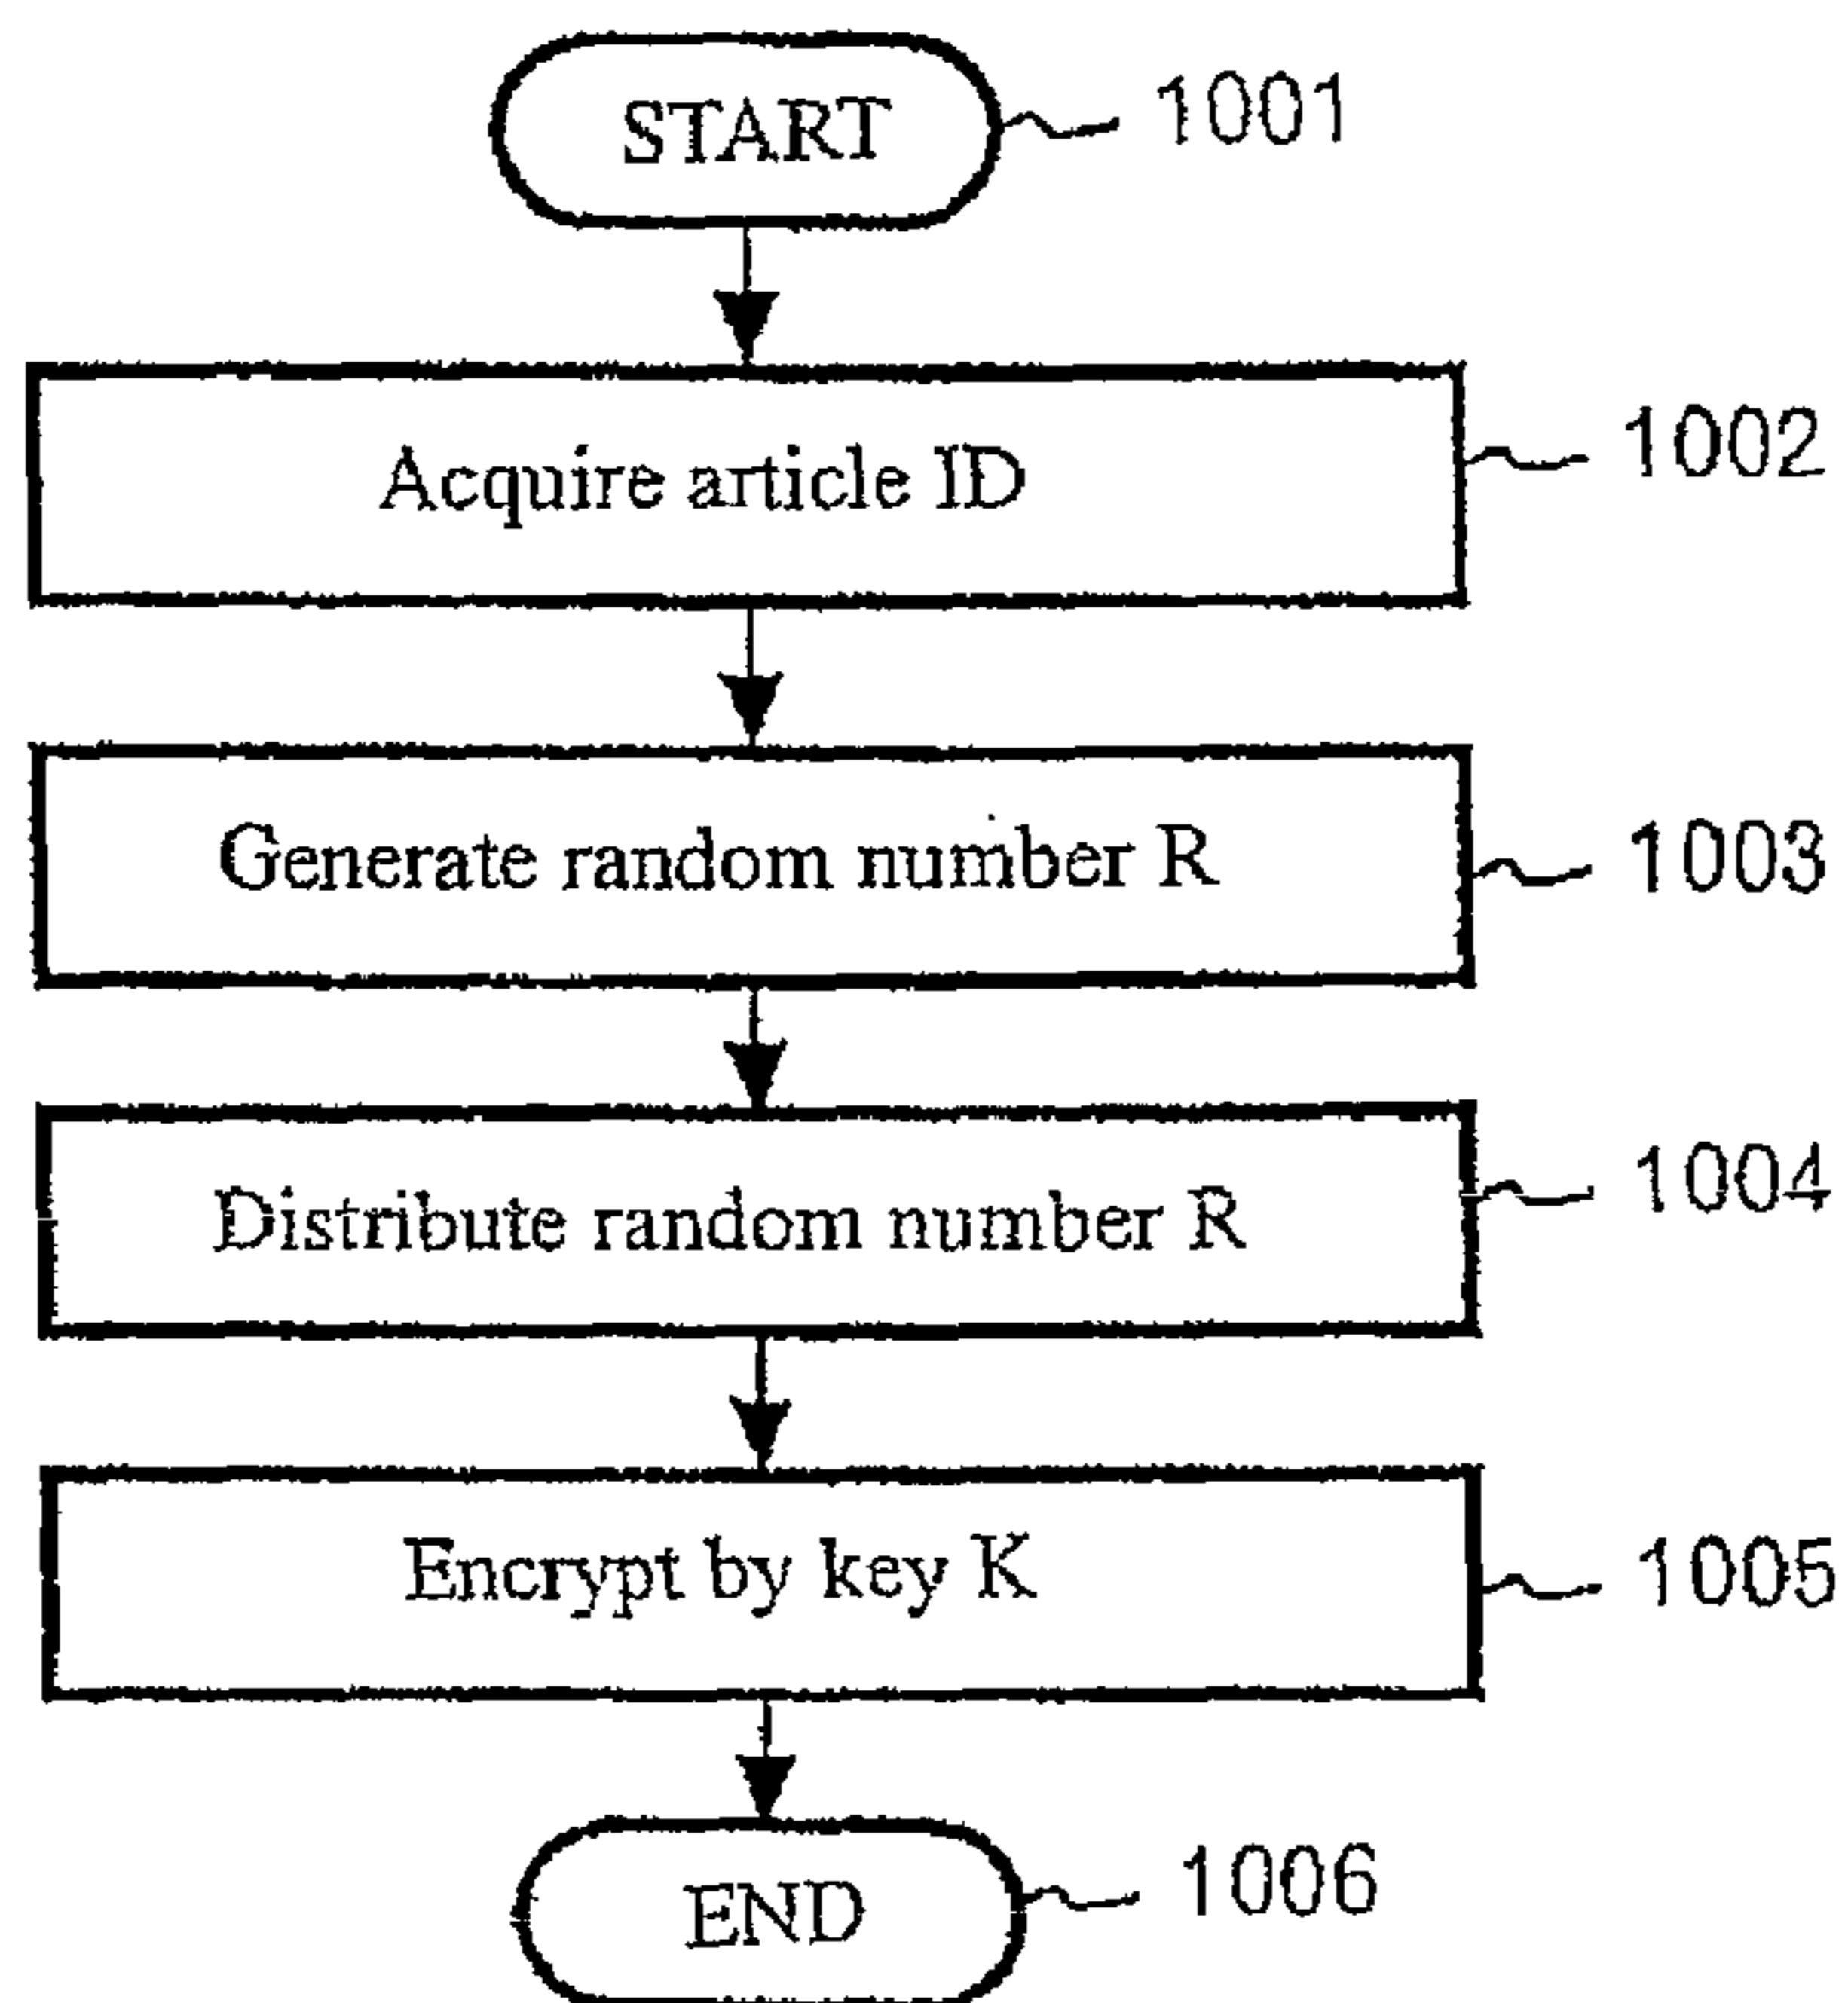 START
1001
Acquire article ID
1002
Generate random number R
1003
Distribute random number R
1004
Encrypt by key K
1005
END
1006